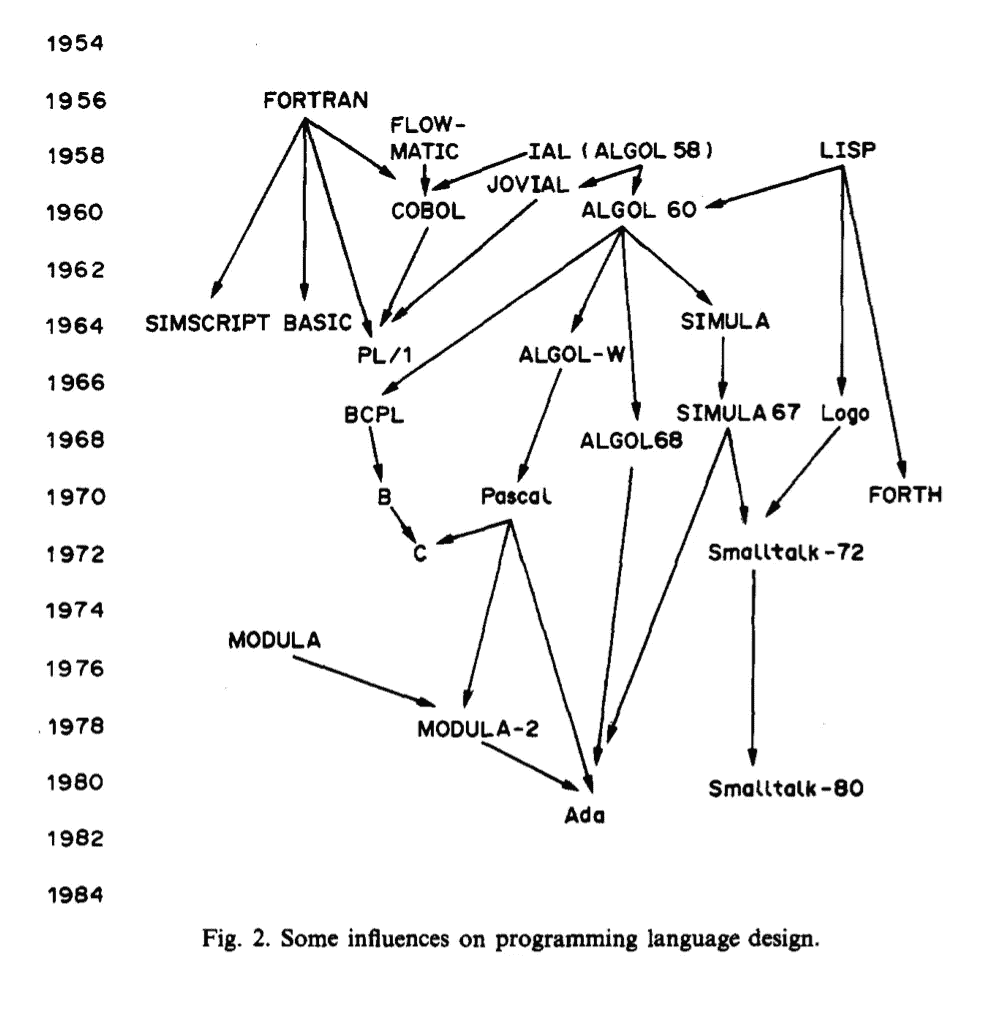 1954
1956 FORTRAN
FLOW-
1958 MATIC IAL (ALGOL 58) LISP
JOVIAL
1960 COBOL ALGOL 60
1962
1964 SIMSCRIPT BASIC SIMULA
PL/1 ALGOL-W
1966
BCPL SIMULA 67 Logo
1968 ALGOL68
1970 B Pascal FORTH
1972 C Smalltalk-72
1974
MODULA
1976
1978 MODULA-2
1980 Smalltalk-80
Ada
1982
1984
Fig. 2. Some influences on programming language design.